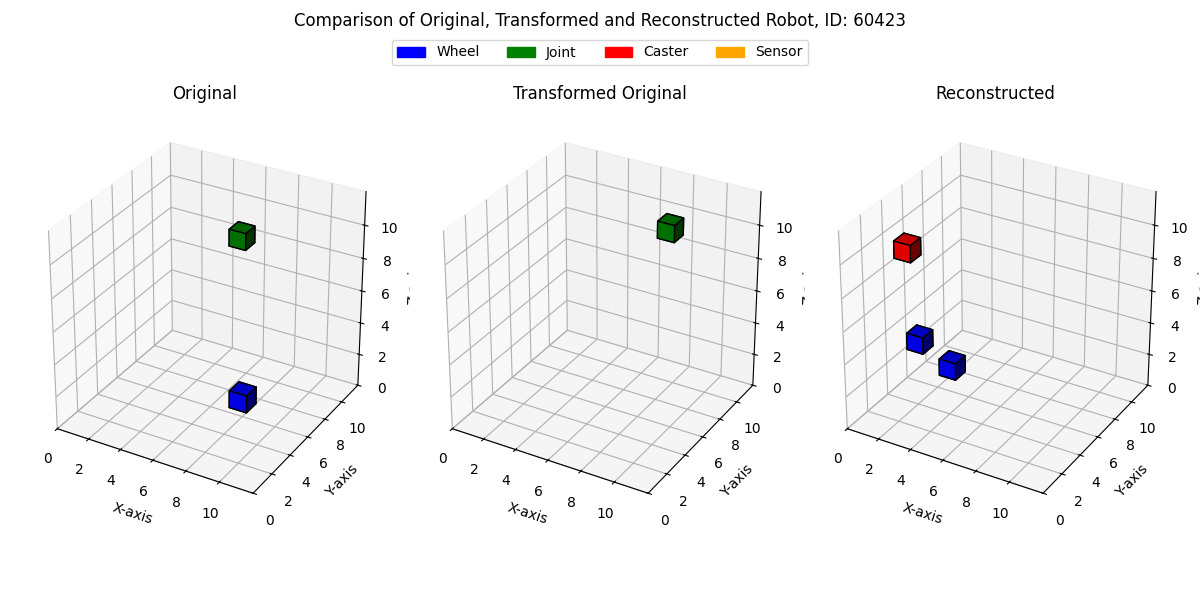 Comparison of Original, Transformed and Reconstructed Robot, ID: 60423
Wheel Joint Caster Sensor
Original Transformed Original Reconstructed
10 10 10
8 8 8
6 6 6
4 4 4
2 2 2
0 0 0
10 10 10
8 8 8
0 2 4 6 8 10 0 2 4 6 8 10 0 2 4 6 8 10
6 6 6
4 4 4
2 2 2
0 0 0
X-axis Y-axis X-axis Y-axis X-axis Y-axis